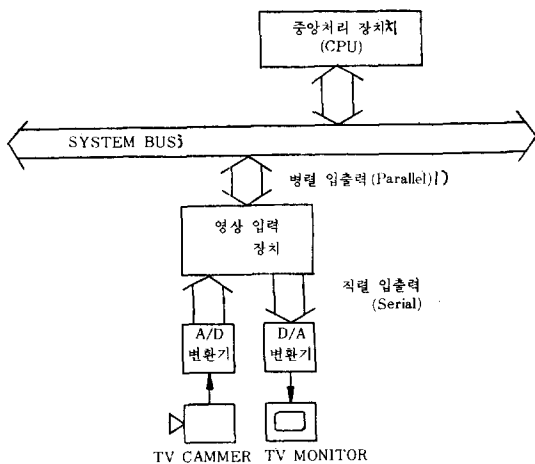 중앙처리 장치
(CPU)
SYSTEM BUS
병렬 입출력 (Parallel)
영상 입력
장치
직렬 입출력
(Serial)
A/D
변환기
D/A
변환기
TV CAMMER
TV MONITOR